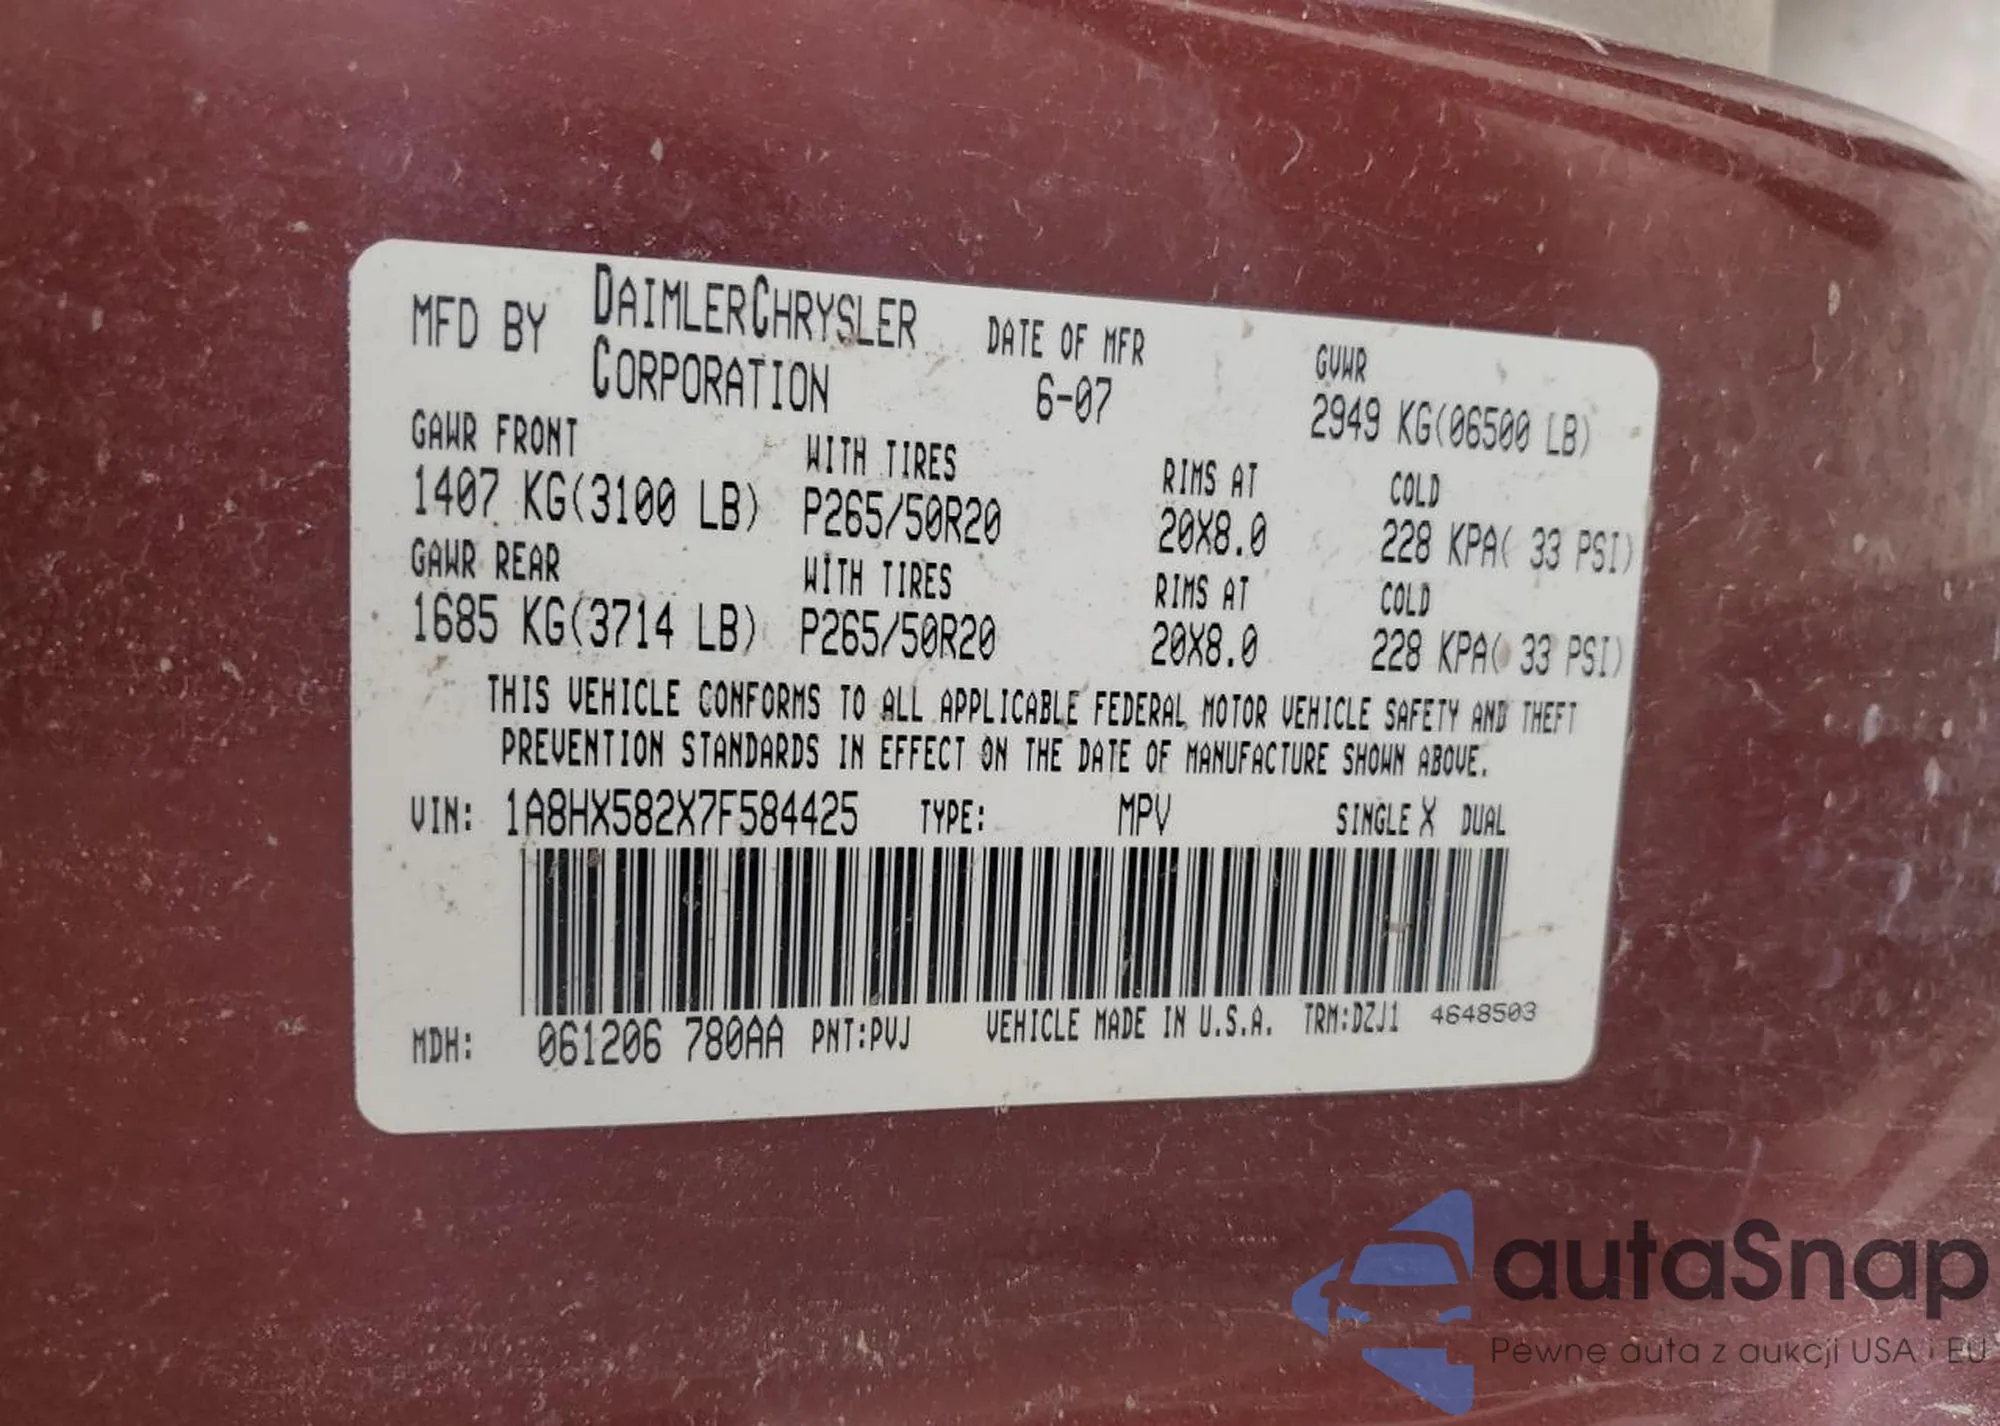 MFD BY DAIMLERCHRYSLER CORPORATION DATE OF MFR 6-07 GVWR 2949 KG(06500 LB)
GAWR FRONT WITH TIRES RIMS AT COLD
1407 KG(3100 LB) P265/50R20 20X8.0 228 KPA( 33 PSI)
GAWR REAR WITH TIRES RIMS AT COLD
1685 KG(3714 LB) P265/50R20 20X8.0 228 KPA( 33 PSI)
THIS VEHICLE CONFORMS TO ALL APPLICABLE FEDERAL MOTOR VEHICLE SAFETY AND THEFT
PREVENTION STANDARDS IN EFFECT ON THE DATE OF MANUFACTURE SHOWN ABOVE.
VIN: 1A8HX582X7F584425 TYPE: MPV SINGLE X DUAL
MDH: 061206 780AA PNT:PVJ VEHICLE MADE IN U.S.A. TRM:DZJ1 4648503
autaSnap
Pewne auta z aukcji USA i EU